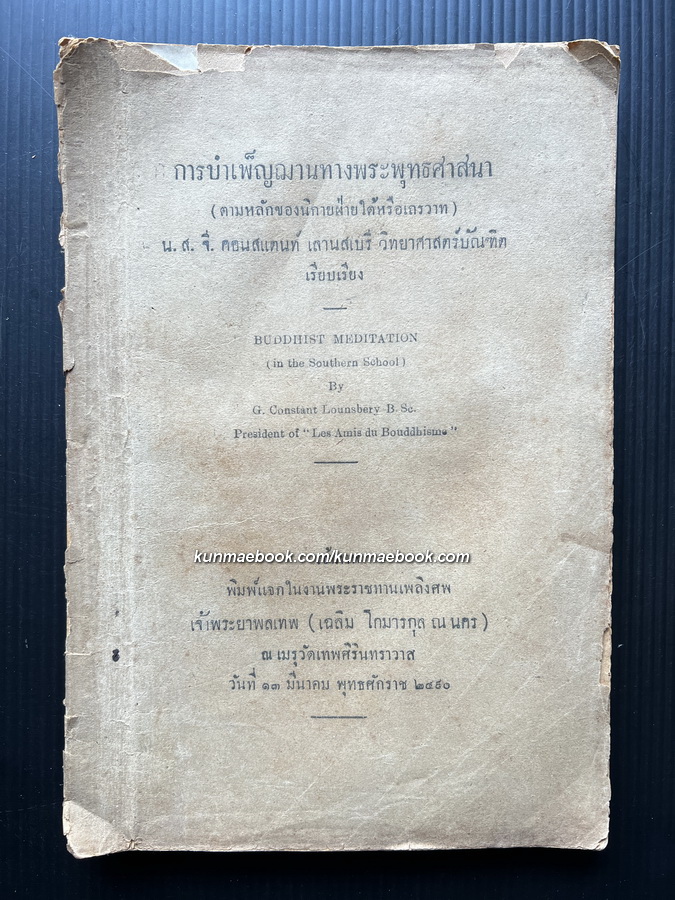 การบำเพ็ญฌานทางพระพุทธศาสนา
(ตามหลักของนิกายฝ่ายใต้หรือเถรวาท)
น. ส. จี. คอนสแตนท์ เลานสเบรี วิทยาศาสตร์บัณฑิต
เรียบเรียง
BUDDHIST MEDITATION
(in the Southern School)
By
G. Constant Lounsbery B. Sc.
President of "Les Amis du Bouddhisme"
kunmaebook.com/kunmaebook.com
พิมพ์แจกในงานพระราชทานเพลิงศพ
เจ้าพระยาพลเทพ (เฉลิม โกมารกุล ณ นคร)
ณ เมรุวัดเทพศิรินทราวาส
วันที่ ๑๓ มีนาคม พุทธศักราช ๒๔๙๐